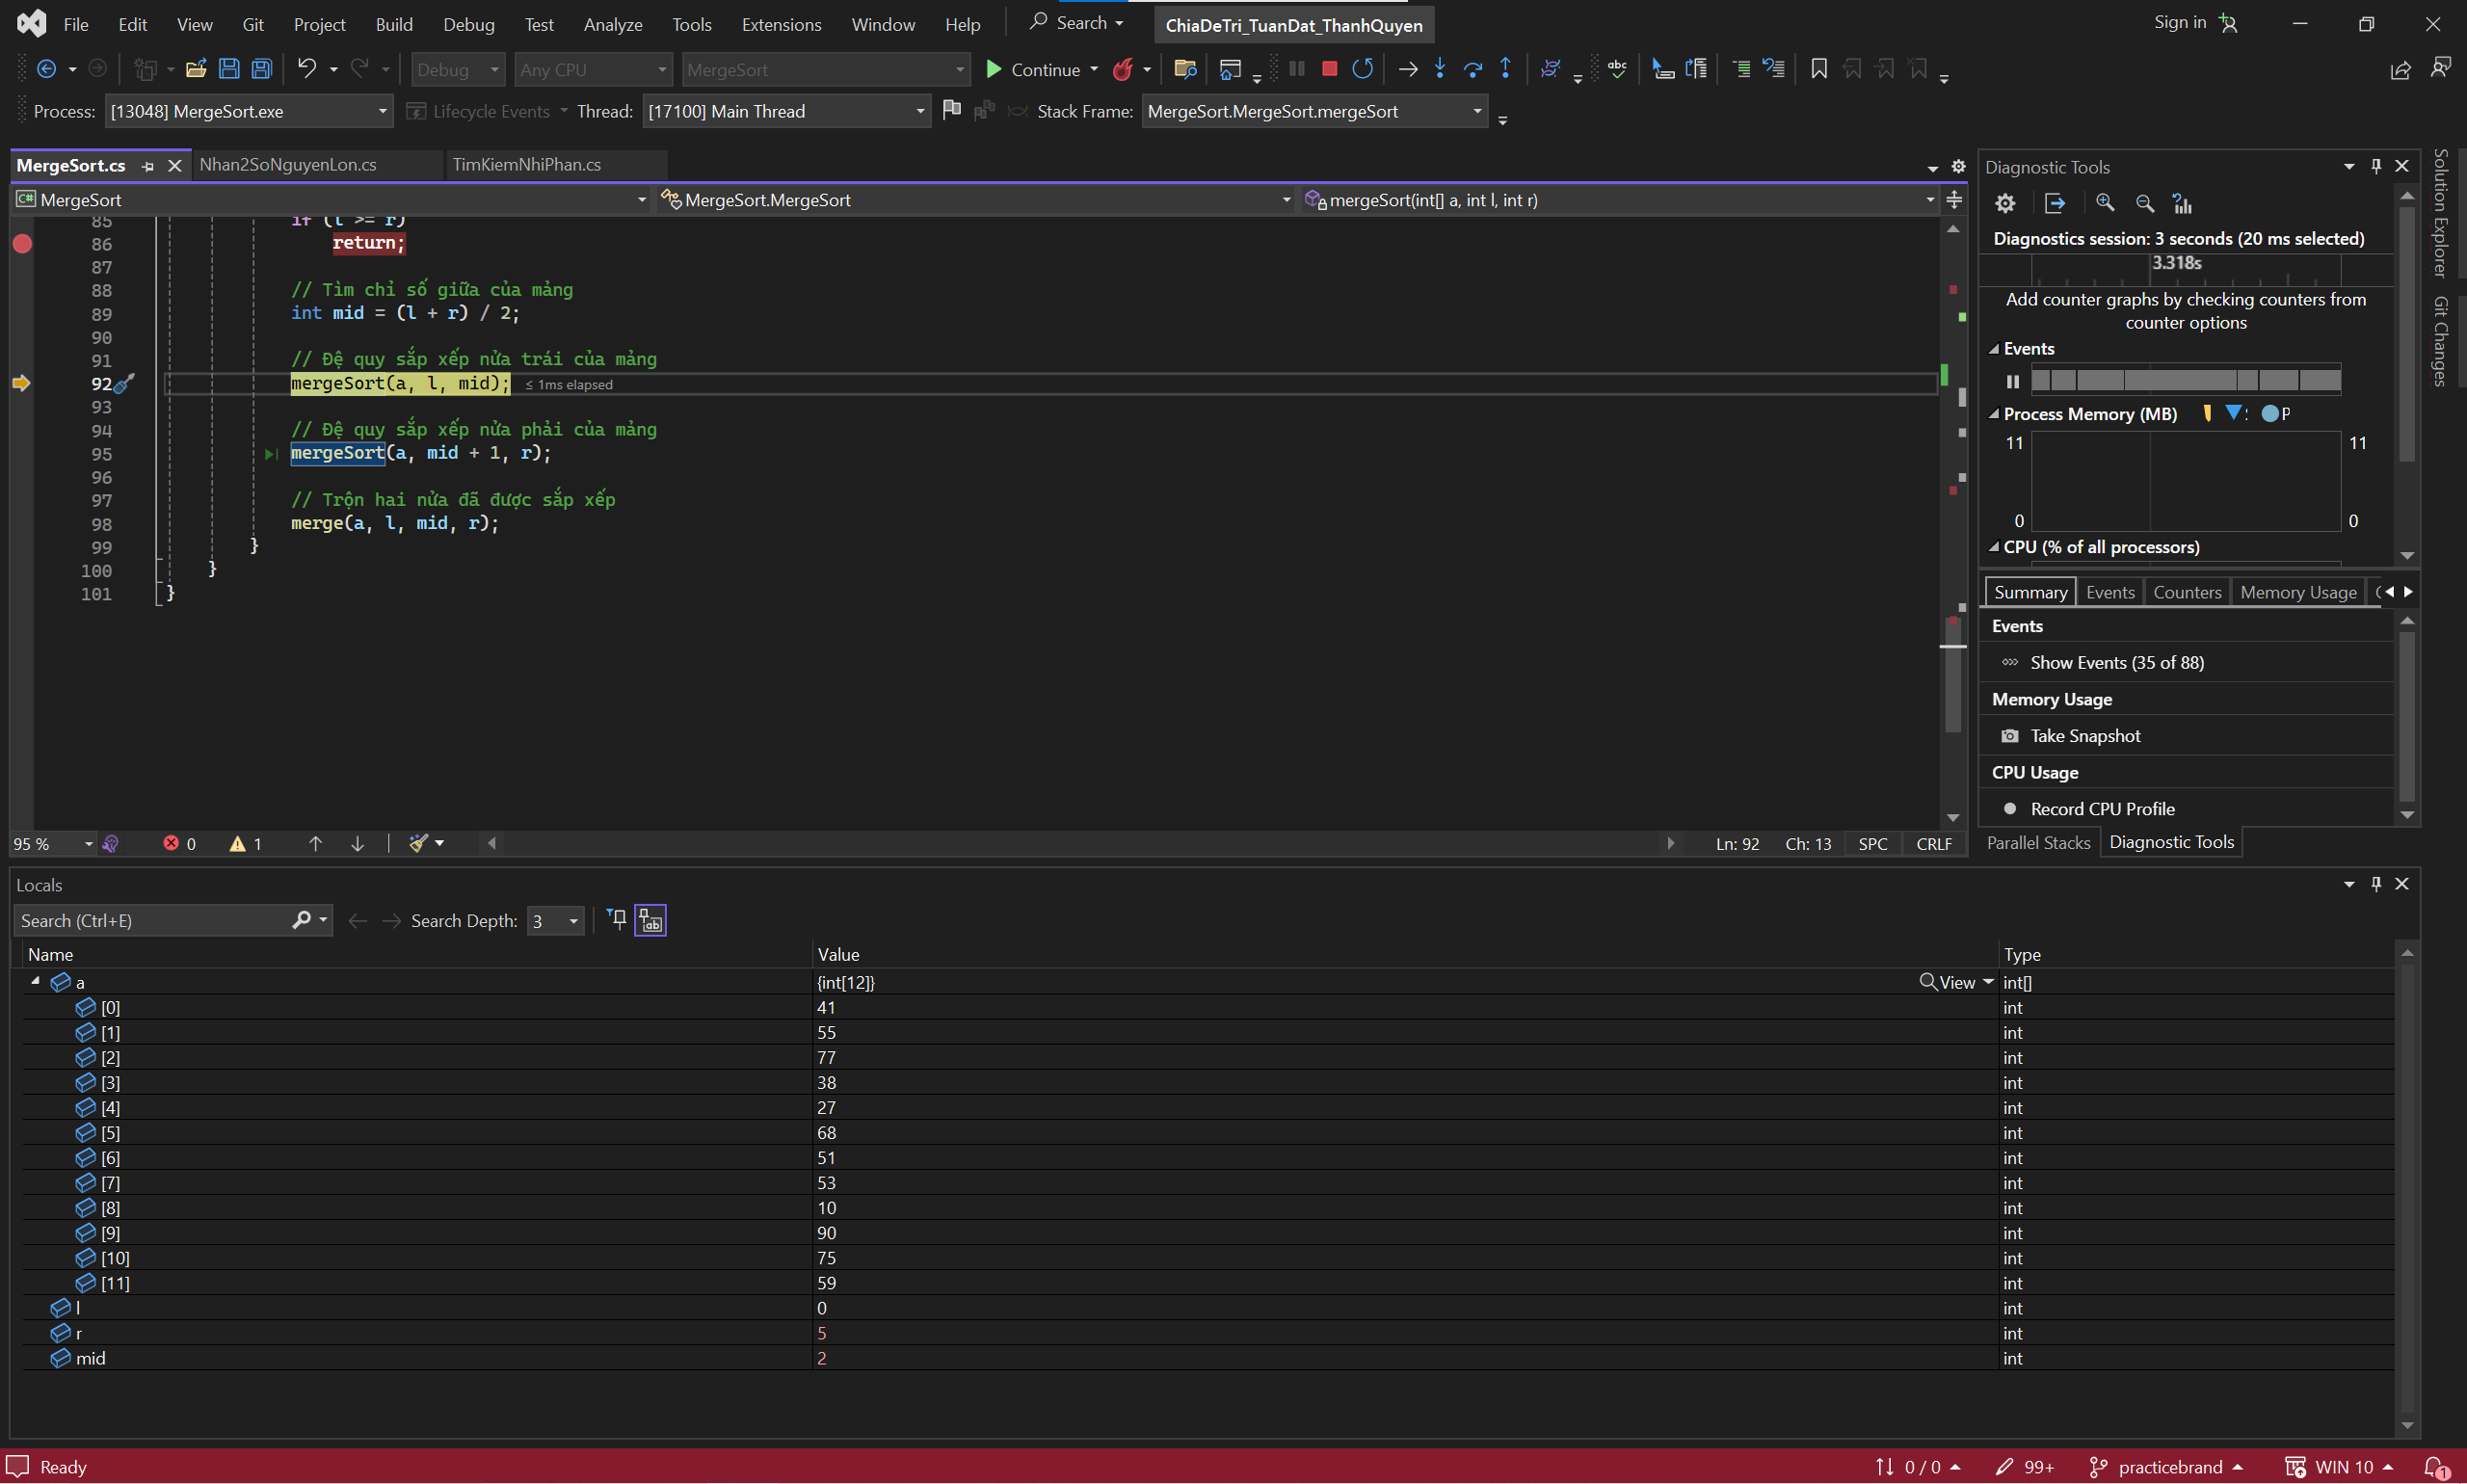 File Edit View Git Project Build Debug Test Analyze Tools Extensions Window Help Search ChiaDeTri_TuanDat_ThanhQuyen Sign in
Debug Any CPU MergeSort Continue
Process: [13048] MergeSort.exe Lifecycle Events Thread: [17100] Main Thread Stack Frame: MergeSort.MergeSort.mergeSort
MergeSort.cs Nhan2SoNguyenLon.cs TimKiemNhiPhan.cs
MergeSort MergeSort.MergeSort mergeSort(int[] a, int l, int r)
85 if (l >= r)
86 return;
87
88 // Tìm chỉ số giữa của mảng
89 int mid = (l + r) / 2;
90
91 // Đệ quy sắp xếp nửa trái của mảng
92 mergeSort(a, l, mid); ≤ 1ms elapsed
93
94 // Đệ quy sắp xếp nửa phải của mảng
95 mergeSort(a, mid + 1, r);
96
97 // Trộn hai nửa đã được sắp xếp
98 merge(a, l, mid, r);
99 }
100 }
101 }
95 % 0 1 Ln: 92 Ch: 13 SPC CRLF
Diagnostic Tools
Diagnostics session: 3 seconds (20 ms selected)
3.318s
Add counter graphs by checking counters from
counter options
Events
Process Memory (MB) P
11 11
0 0
CPU (% of all processors)
Summary Events Counters Memory Usage
Events
Show Events (35 of 88)
Memory Usage
Take Snapshot
CPU Usage
Record CPU Profile
Parallel Stacks Diagnostic Tools
Solution Explorer
Git Changes
Locals
Search (Ctrl+E) Search Depth: 3
Name Value Type
a {int[12]} View int[]
[0] 41 int
[1] 55 int
[2] 77 int
[3] 38 int
[4] 27 int
[5] 68 int
[6] 51 int
[7] 53 int
[8] 10 int
[9] 90 int
[10] 75 int
[11] 59 int
l 0 int
r 5 int
mid 2 int
Ready 0 / 0 99+ practicebrand WIN 10 1